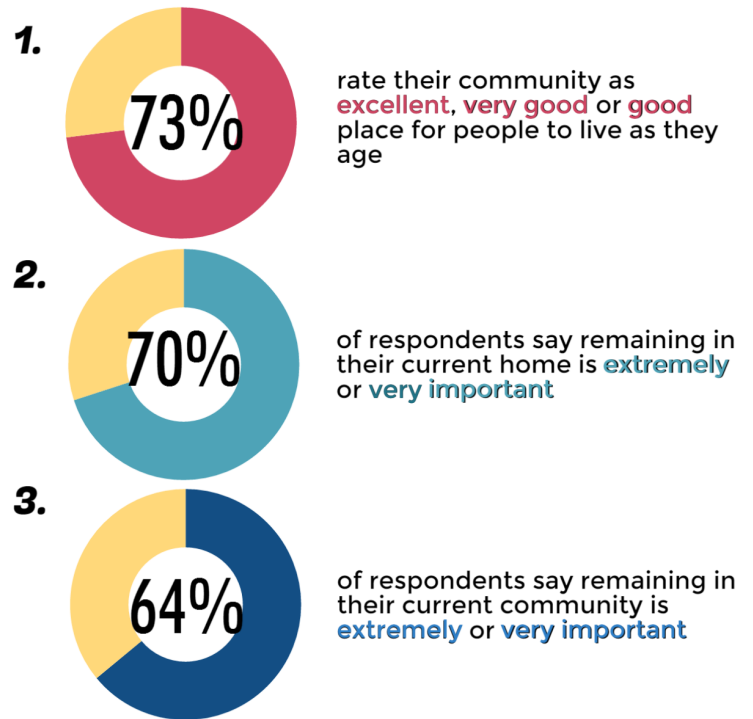 1.
73%
rate their community as
excellent, very good or good
place for people to live as they
age
2.
70%
of respondents say remaining in
their current home is extremely
or very important
3.
64%
of respondents say remaining in
their current community is
extremely or very important